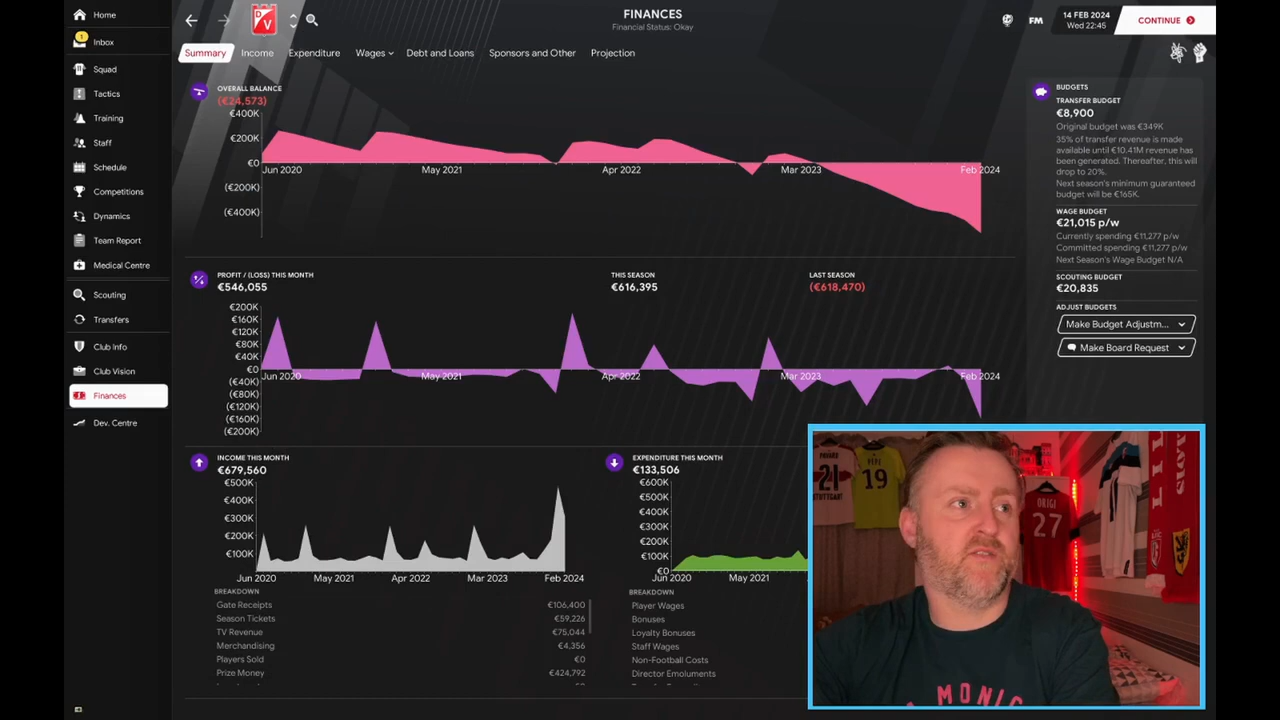 Home
FINANCES
Financial Status: Okay
FM
14 FEB 2024
Wed 22:45
CONTINUE
1
Inbox
Squad
Tactics
Training
Staff
Schedule
Competitions
Dynamics
Team Report
Medical Centre
Scouting
Transfers
Club Info
Club Vision
Finances
Dev. Centre
DV
Summary
Income
Expenditure
Wages
Debt and Loans
Sponsors and Other
Projection
OVERALL BALANCE
(€24,573)
€400K
€200K
€0
(€200K)
(€400K)
Jun 2020
May 2021
Apr 2022
Mar 2023
Feb 2024
BUDGETS
TRANSFER BUDGET
€8,900
Original budget was €349K
35% of transfer revenue is made
available until €10.41M revenue has
been generated. Thereafter, this will
drop to 20%.
Next season's minimum guaranteed
budget will be €165K.
WAGE BUDGET
€21,015 p/w
Currently spending €11,277 p/w
Committed spending €11,277 p/w
Next Season's Wage Budget N/A
SCOUTING BUDGET
€20,835
ADJUST BUDGETS
Make Budget Adjustm...
Make Board Request
PROFIT / (LOSS) THIS MONTH
€546,055
THIS SEASON
€616,395
LAST SEASON
(€618,470)
€200K
€160K
€120K
€80K
€40K
€0
(€40K)
(€80K)
(€120K)
(€160K)
(€200K)
Jun 2020
May 2021
Apr 2022
Mar 2023
Feb 2024
INCOME THIS MONTH
€679,560
€500K
€400K
€300K
€200K
€100K
Jun 2020
May 2021
Apr 2022
Mar 2023
Feb 2024
BREAKDOWN
Gate Receipts €106,400
Season Tickets €59,226
TV Revenue €75,044
Merchandising €4,356
Players Sold €0
Prize Money €424,792
EXPENDITURE THIS MONTH
€133,506
€600K
€500K
€400K
€300K
€200K
€100K
€0
Jun 2020
May 2021
BREAKDOWN
Player Wages
Bonuses
Loyalty Bonuses
Staff Wages
Non-Football Costs
Director Emoluments
PAVARD
21
STUTTGART
PEPE
19
ORIGI
27